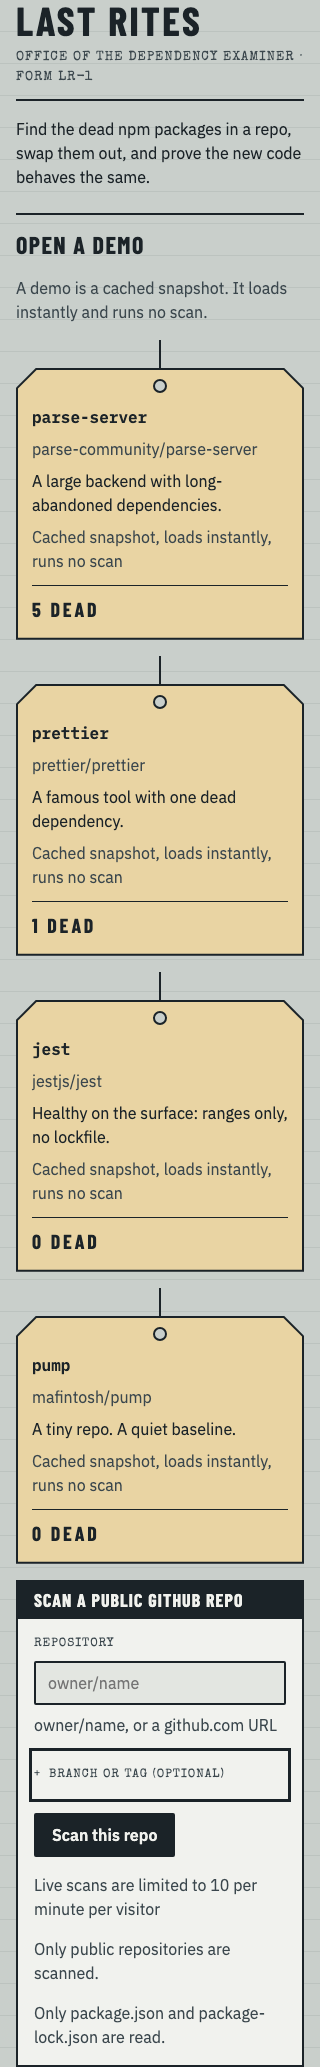 LAST RITES
OFFICE OF THE DEPENDENCY EXAMINER ·
FORM LR-1
Find the dead npm packages in a repo,
swap them out, and prove the new code
behaves the same.
OPEN A DEMO
A demo is a cached snapshot. It loads
instantly and runs no scan.
parse-server
parse-community/parse-server
A large backend with long-
abandoned dependencies.
Cached snapshot, loads instantly,
runs no scan
5 DEAD
prettier
prettier/prettier
A famous tool with one dead
dependency.
Cached snapshot, loads instantly,
runs no scan
1 DEAD
jest
jestjs/jest
Healthy on the surface: ranges only,
no lockfile.
Cached snapshot, loads instantly,
runs no scan
0 DEAD
pump
mafintosh/pump
A tiny repo. A quiet baseline.
Cached snapshot, loads instantly,
runs no scan
0 DEAD
SCAN A PUBLIC GITHUB REPO
REPOSITORY
owner/name
owner/name, or a github.com URL
+ BRANCH OR TAG (OPTIONAL)
Scan this repo
Live scans are limited to 10 per
minute per visitor
Only public repositories are
scanned.
Only package.json and package-
lock.json are read.